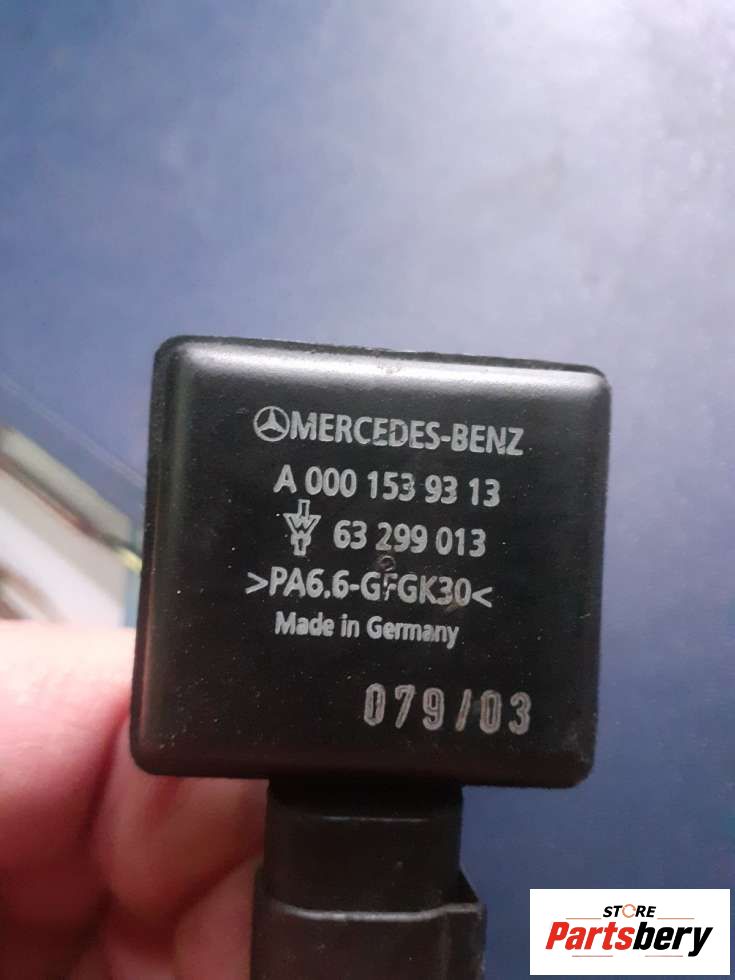 MERCEDES-BENZ
A 000 153 93 13
63 299 013
>PA6.6-GFGK30<
Made in Germany
079/03
STORE
Partsbery